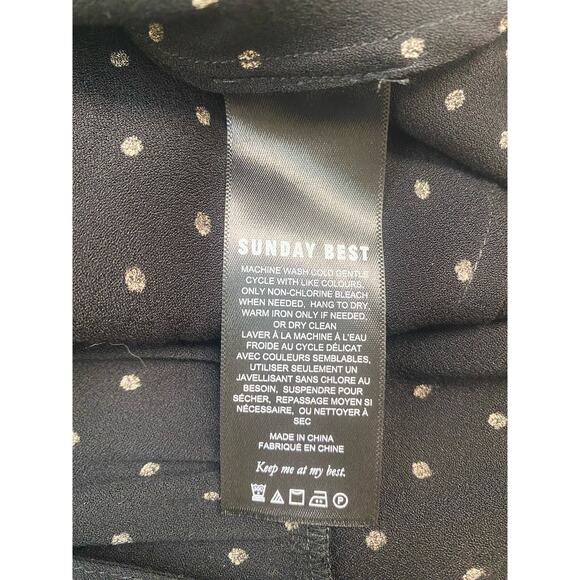 SUNDAY BEST
MACHINE WASH COLD GENTLE
CYCLE WITH LIKE COLOURS,
ONLY NON-CHLORINE BLEACH
WHEN NEEDED, HANG TO DRY,
WARM IRON ONLY IF NEEDED,
OR DRY CLEAN
LAVER À LA MACHINE À L'EAU
FROIDE AU CYCLE DÉLICAT
AVEC COULEURS SEMBLABLES,
UTILISER SEULEMENT UN
JAVELLISANT SANS CHLORE AU
BESOIN, SUSPENDRE POUR
SÉCHER, REPASSAGE MOYEN SI
NÉCESSAIRE, OU NETTOYER À
SEC
MADE IN CHINA
FABRIQUÉ EN CHINE
Keep me at my best.
P